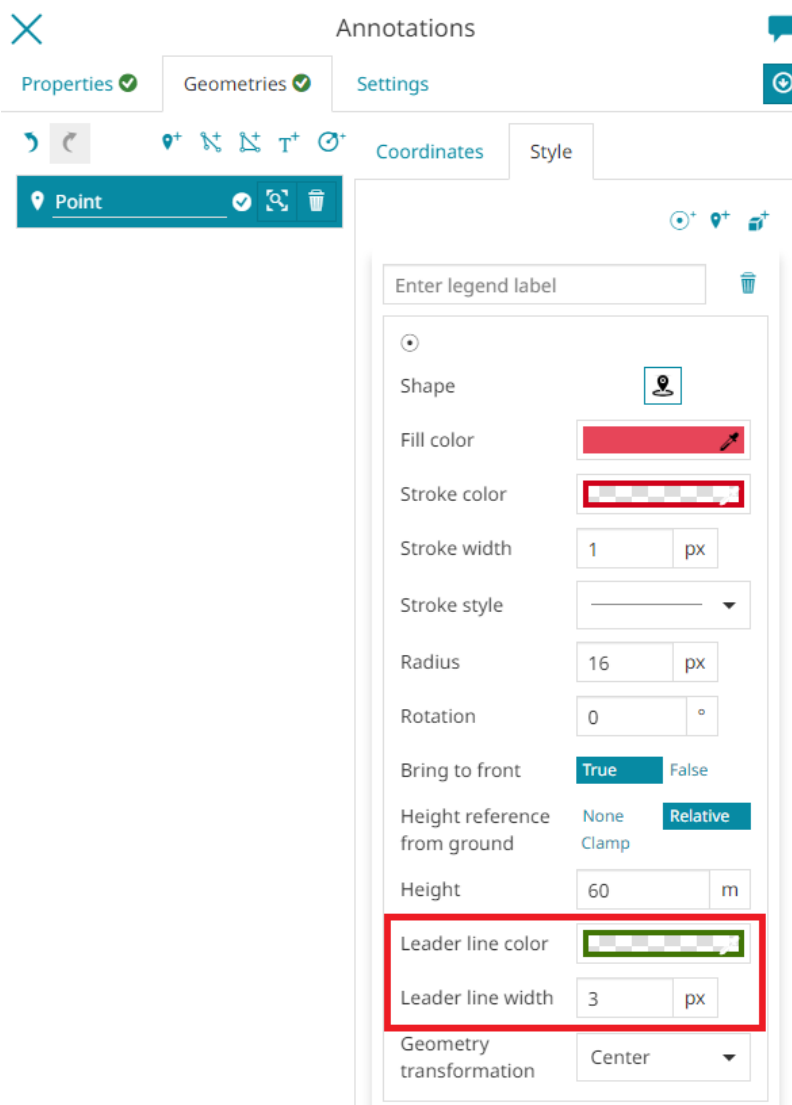 Annotations
Properties
Geometries
Settings
Coordinates
Style
Point
Enter legend label
Shape
Fill color
Stroke color
Stroke width
1
px
Stroke style
Radius
16
px
Rotation
0
°
Bring to front
True
False
Height reference
from ground
None
Relative
Clamp
Height
60
m
Leader line color
Leader line width
3
px
Geometry
transformation
Center